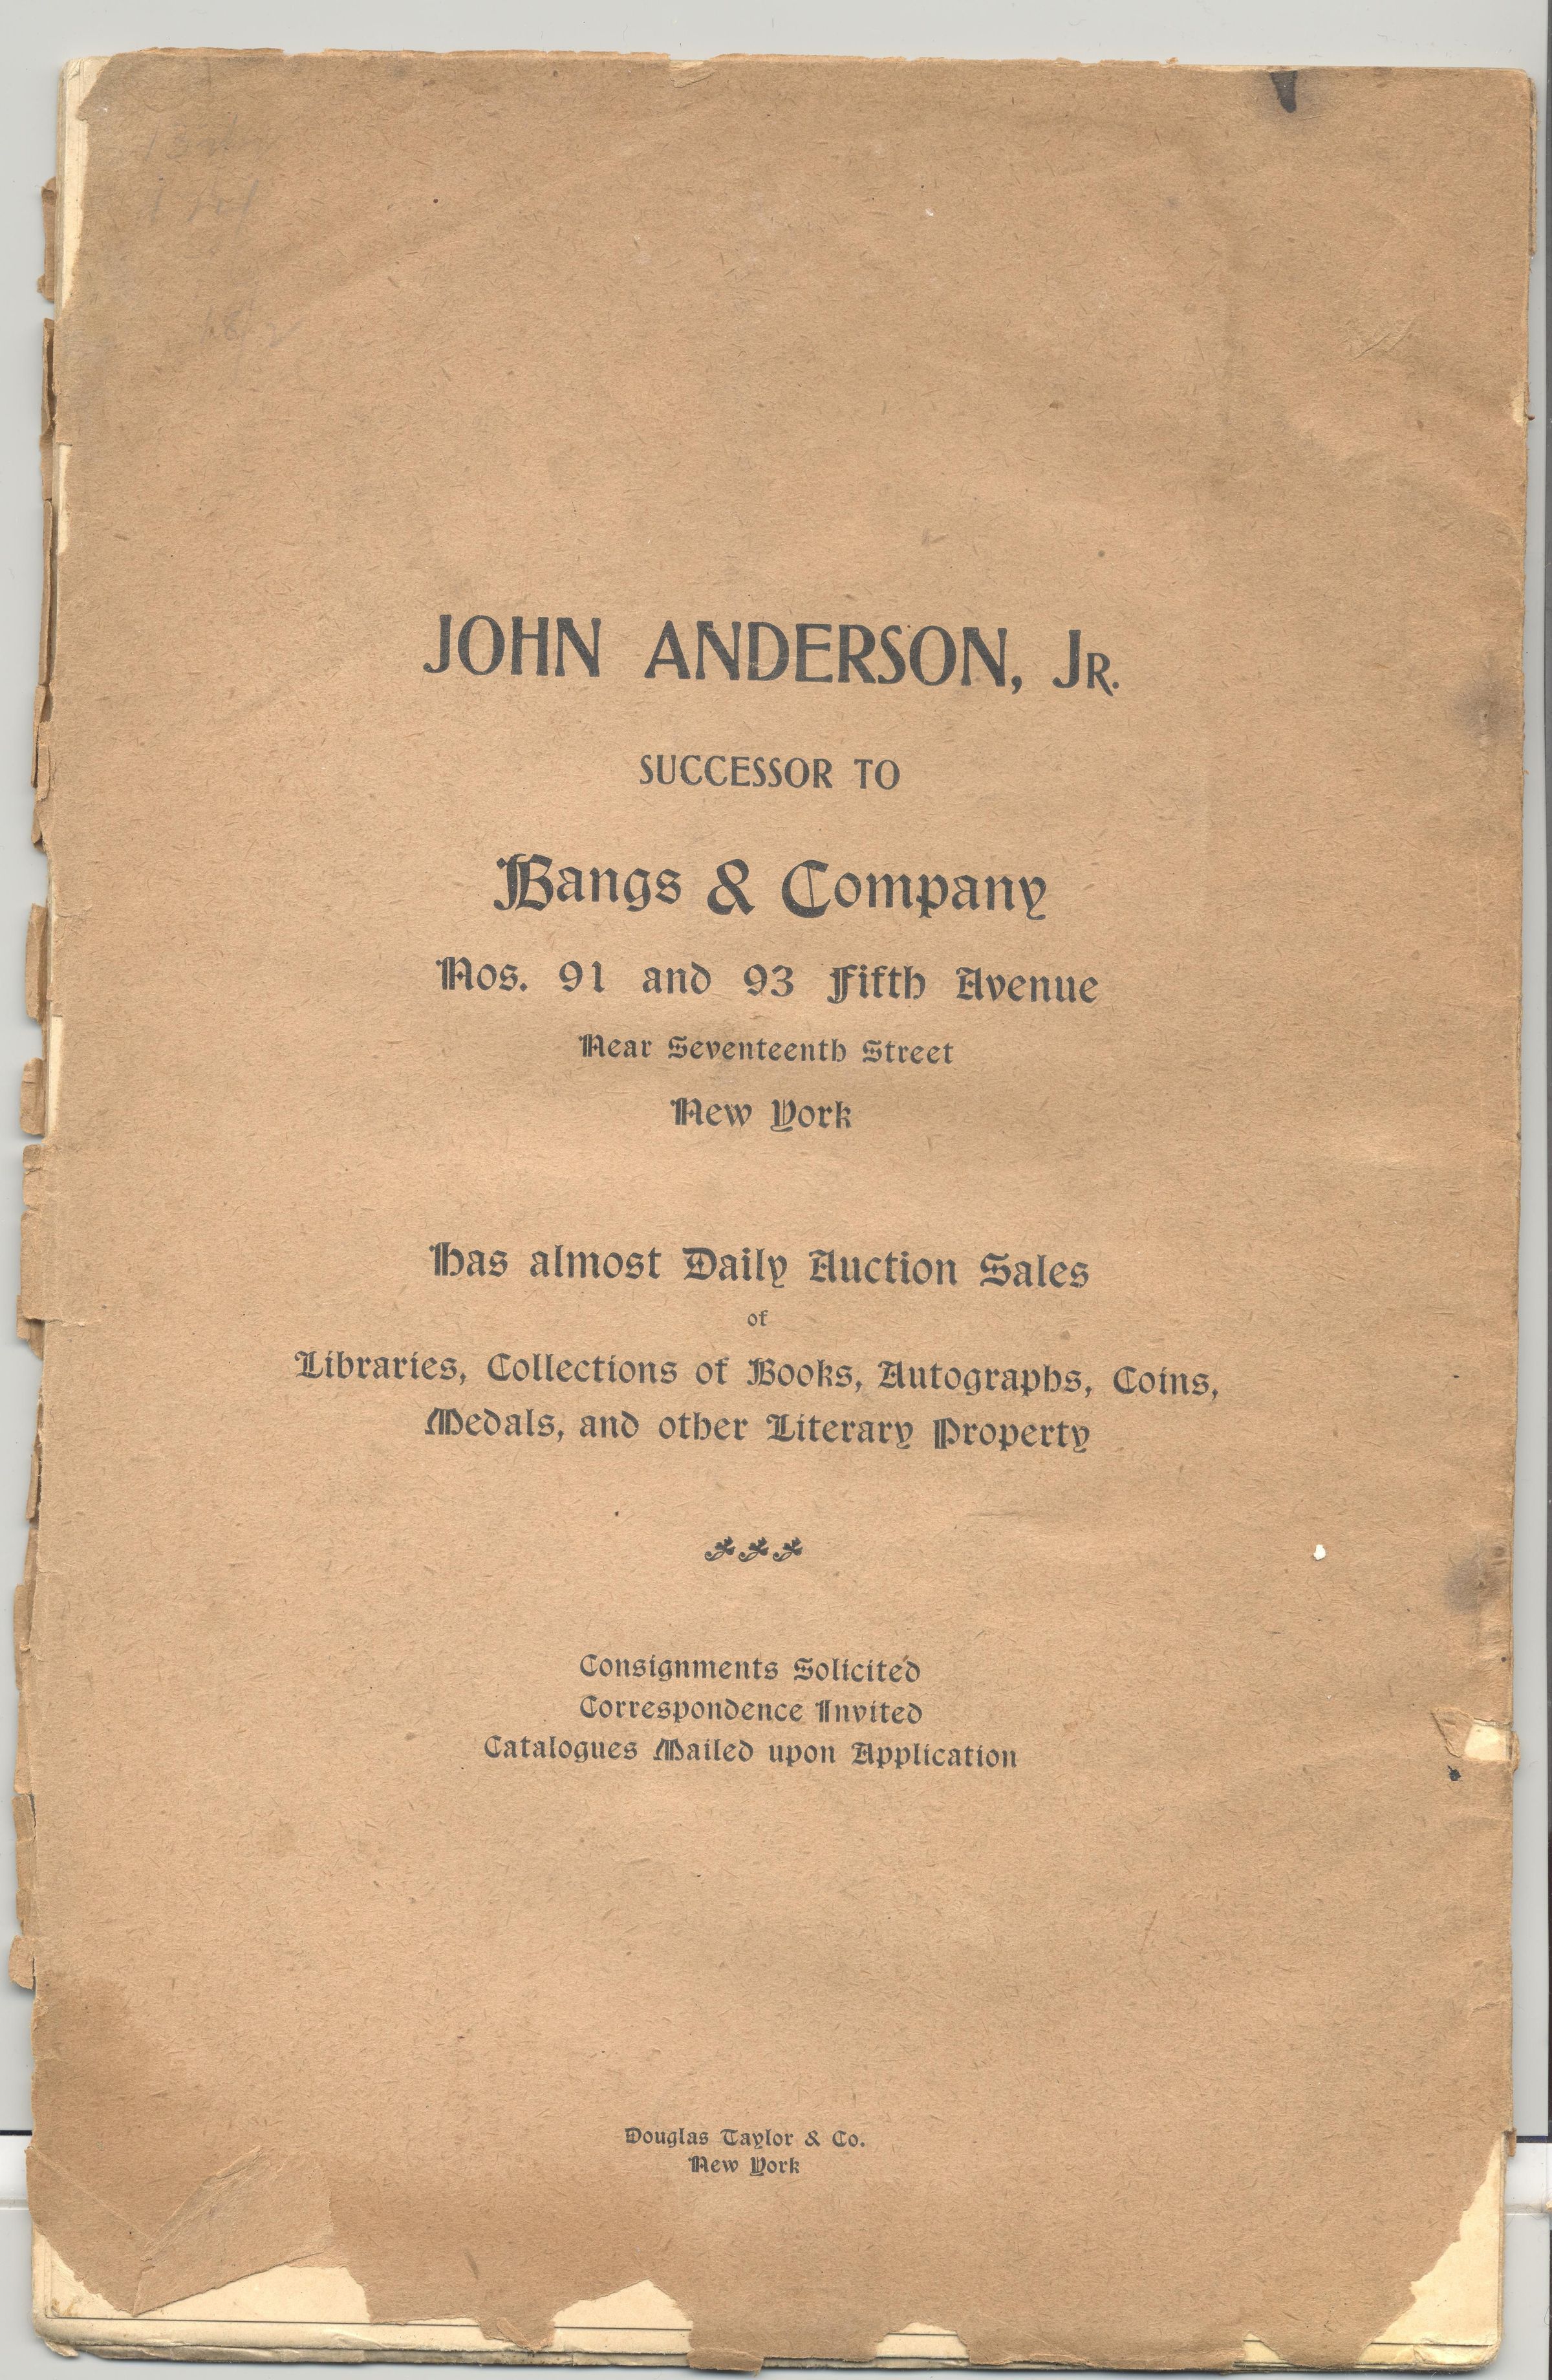 JOHN ANDERSON, JR.
SUCCESSOR TO
Bangs & Company
Nos. 91 and 93 Fifth Avenue
Near Seventeenth Street
New York
Has almost Daily Auction Sales
of
Libraries, Collections of Books, Autographs, Coins,
Medals, and other Literary Property
Consignments Solicited
Correspondence Invited
Catalogues Mailed upon Application
Douglas Taylor & Co.
New York